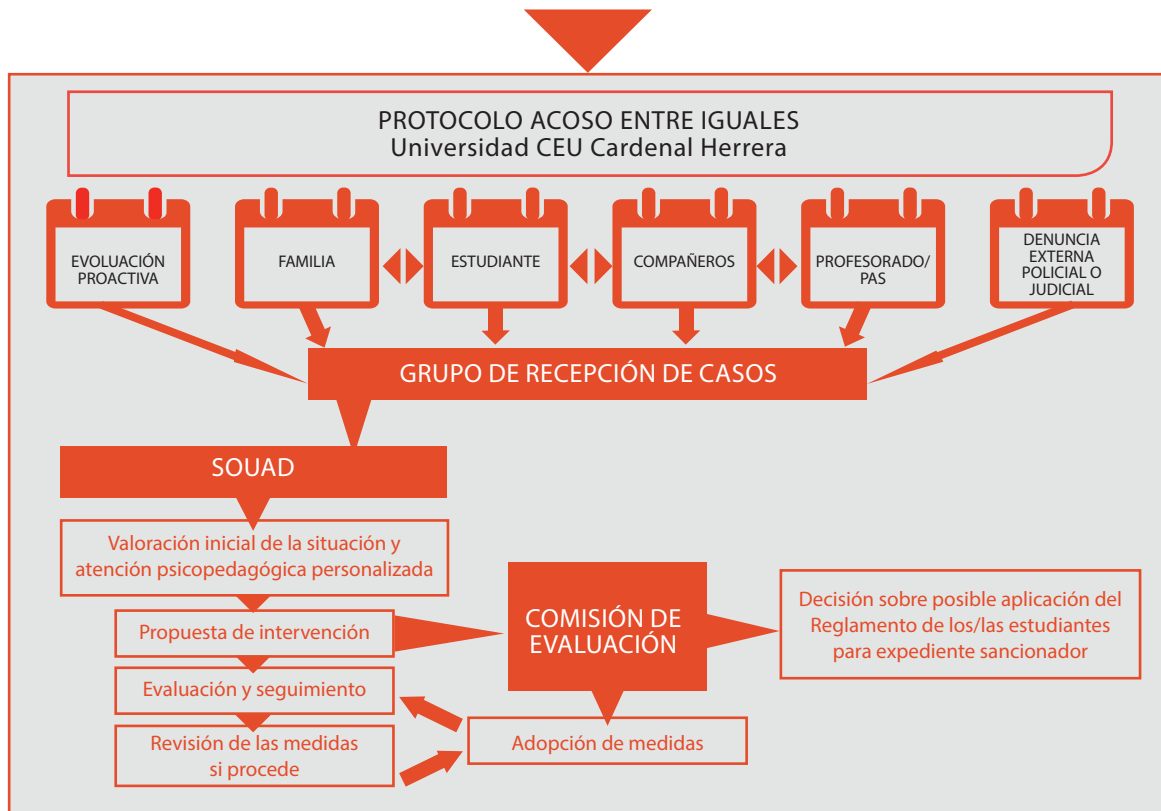 PROTOCOLO ACOSO ENTRE IGUALES
Universidad CEU Cardenal Herrera
EVOLUACIÓN
PROACTIVA
FAMILIA
ESTUDIANTE
COMPAÑEROS
PROFESORADO/
PAS
DENUNCIA
EXTERNA
POLICIAL O
JUDICIAL
GRUPO DE RECEPCIÓN DE CASOS
SOUAD
Valoración inicial de la situación y
atención psicopedagógica personalizada
Propuesta de intervención
Evaluación y seguimiento
Revisión de las medidas
si procede
COMISIÓN DE
EVALUACIÓN
Adopción de medidas
Decisión sobre posible aplicación del
Reglamento de los/las estudiantes
para expediente sancionador